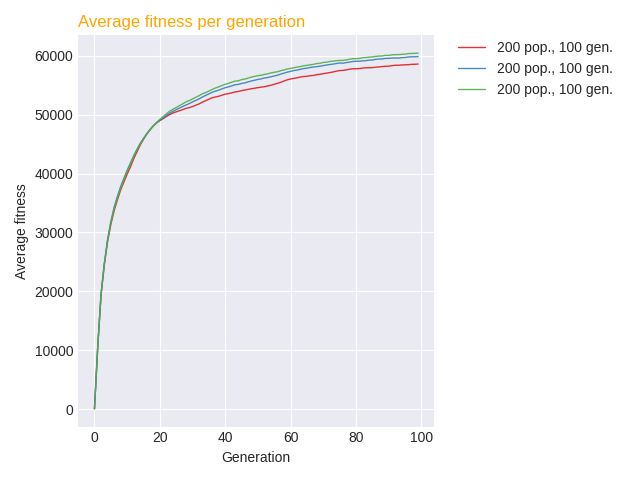 Average fitness per generation
200 pop., 100 gen.
200 pop., 100 gen.
200 pop., 100 gen.
60000
50000
40000
30000
20000
10000
0
Average fitness
0 20 40 60 80 100
Generation